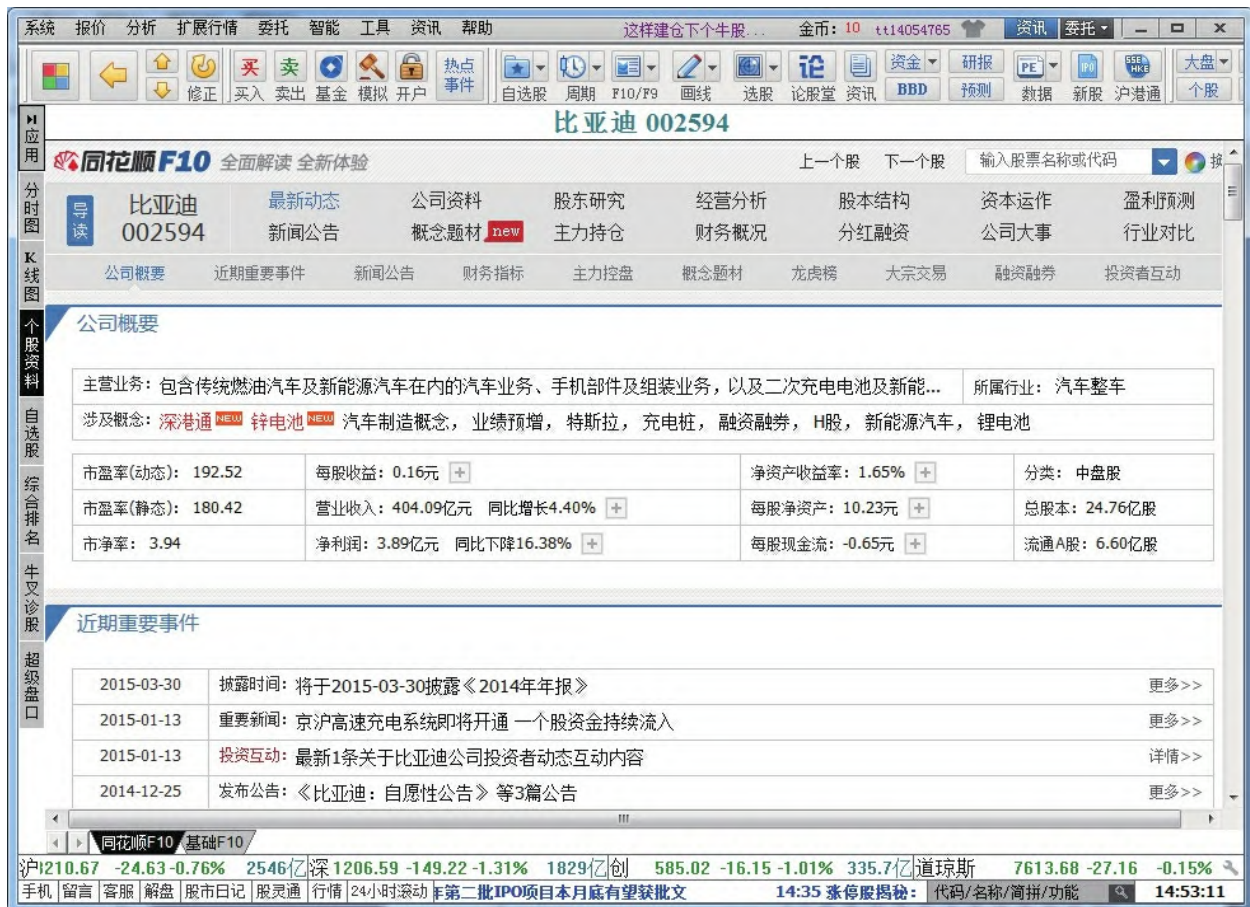 系统 报价 分析 扩展行情 委托 智能 工具 资讯 帮助 这样建仓下个牛股... 金币: 10 tt14054765 资讯 委托
修正 买 买入 卖 卖出 基金 模拟 开户 热点事件 自选股 周期 F10/F9 画线 选股 论 论股堂 资讯 资金 BBD 研报 预测 PE 数据 IPO 新股 SSE HKE 沪港通 大盘 个股
比亚迪 002594
应用
分时图
K线图
个股资料
自选股
综合排名
牛叉诊股
超级盘口
同花顺F10 全面解读 全新体验 上一个股 下一个股 输入股票名称或代码
导读 比亚迪 最新动态 公司资料 股东研究 经营分析 股本结构 资本运作 盈利预测
002594 新闻公告 概念题材 new 主力持仓 财务概况 分红融资 公司大事 行业对比
公司概要 近期重要事件 新闻公告 财务指标 主力控盘 概念题材 龙虎榜 大宗交易 融资融券 投资者互动
公司概要
主营业务: 包含传统燃油汽车及新能源汽车在内的汽车业务、手机部件及组装业务,以及二次充电电池及新能... 所属行业: 汽车整车
涉及概念: 深港通 NEW 锌电池 NEW 汽车制造概念, 业绩预增, 特斯拉, 充电桩, 融资融券, H股, 新能源汽车, 锂电池
市盈率(动态): 192.52 每股收益: 0.16元 + 净资产收益率: 1.65% + 分类: 中盘股
市盈率(静态): 180.42 营业收入: 404.09亿元 同比增长4.40% + 每股净资产: 10.23元 + 总股本: 24.76亿股
市净率: 3.94 净利润: 3.89亿元 同比下降16.38% + 每股现金流: -0.65元 + 流通A股: 6.60亿股
近期重要事件
2015-03-30 披露时间: 将于2015-03-30披露《2014年年报》 更多>>
2015-01-13 重要新闻: 京沪高速充电系统即将开通 一个股资金持续流入 更多>>
2015-01-13 投资互动: 最新1条关于比亚迪公司投资者动态互动内容 详情>>
2014-12-25 发布公告: 《比亚迪: 自愿性公告》等3篇公告 更多>>
同花顺F10 基础F10
沪 210.67 -24.63 -0.76% 2546亿 深 1206.59 -149.22 -1.31% 1829亿 创 585.02 -16.15 -1.01% 335.7亿 道琼斯 7613.68 -27.16 -0.15%
手机 留言 客服 解盘 股市日记 股灵通 行情 24小时滚动 年第二批IPO项目本月底有望获批文 14:35 涨停股揭秘: 代码/名称/简拼/功能 14:53:11